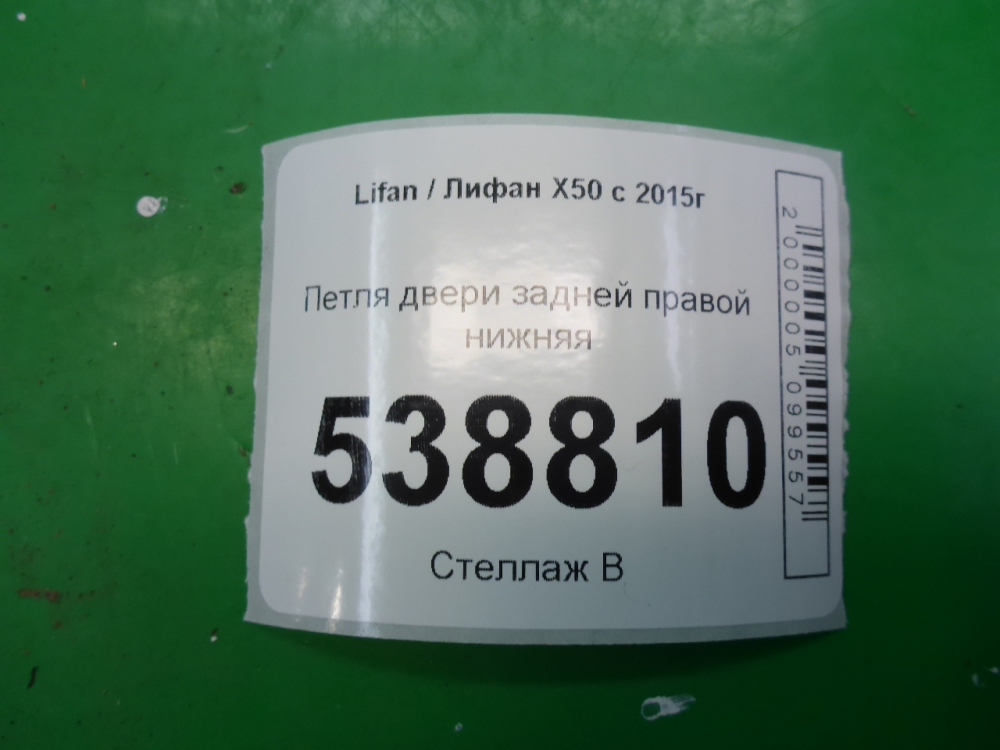 Lifan / Лифан X50 с 2015г
Петля двери задней правой
нижняя
538810
Стеллаж В
2000005099557